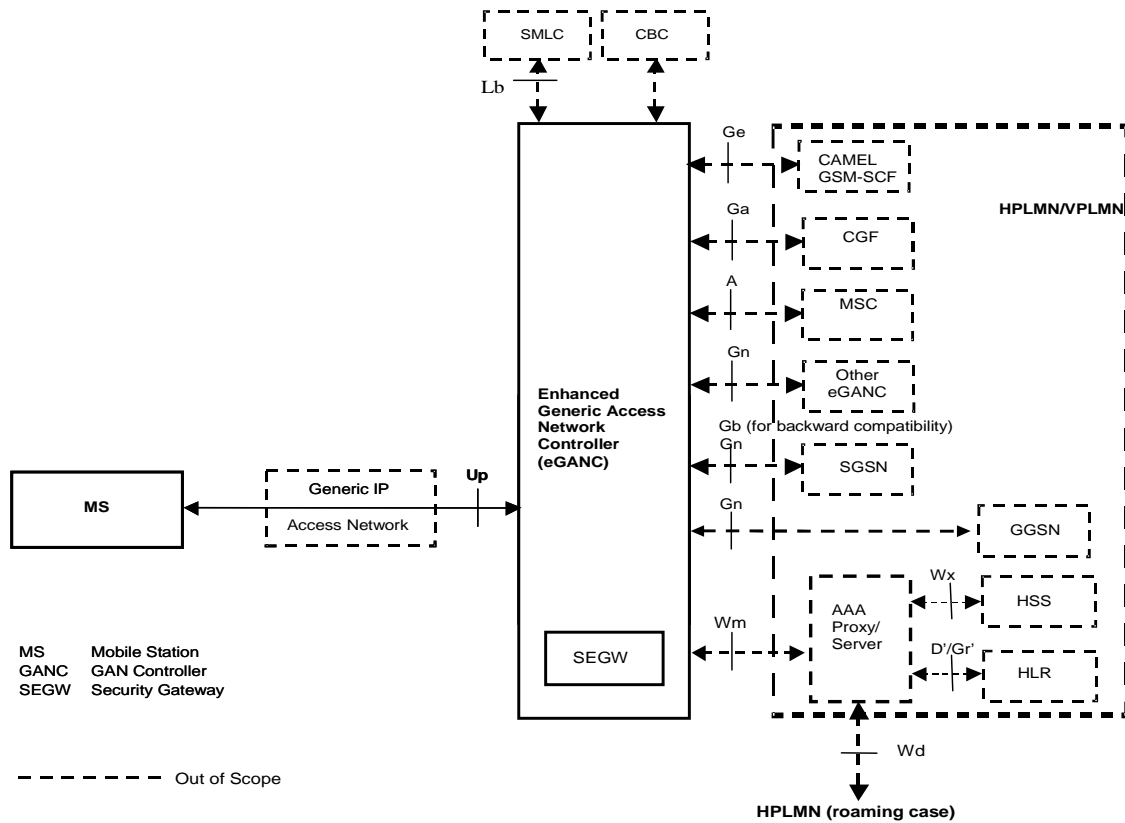 SMLC
CBC
Lb
Ge
CAMEL
GSM-SCF
HPLMN/VPLMN
Ga
CGF
A
MSC
Gn
Other
eGANC
Enhanced
Generic Access
Network
Controller
(eGANC)
Gb (for backward compatibility)
Gn
SGSN
MS
Generic IP
Access Network
Up
Gn
GGSN
Wx
HSS
AAA
Proxy/
Server
Wm
SEGW
D’/Gr’
HLR
MS Mobile Station
GANC GAN Controller
SEGW Security Gateway
Wd
Out of Scope
HPLMN (roaming case)